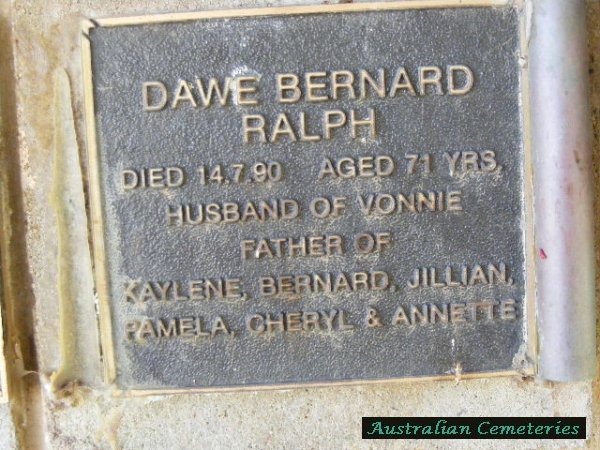 DAWE BERNARD
RALPH
DIED 14.7.90 AGED 71 YRS,
HUSBAND OF VONNIE
FATHER OF
KAYLENE, BERNARD, JILLIAN,
PAMELA, CHERYL & ANNETTE
Australian Cemeteries